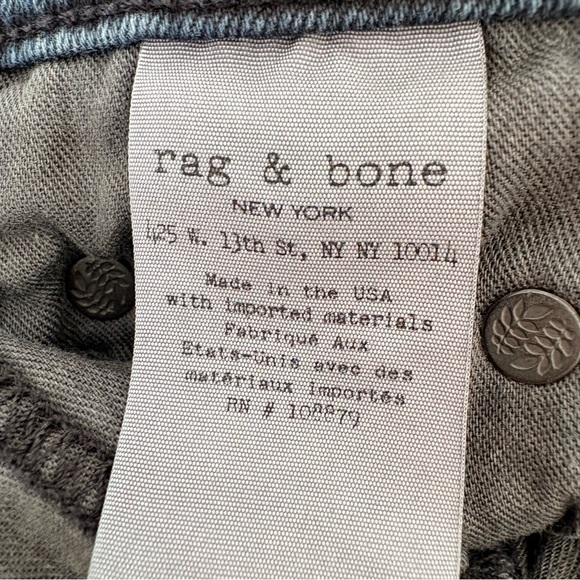 rag & bone
NEW YORK
425 W. 13th St, NY NY 10014
Made in the USA
with imported materials
Fabriqué Aux
Etats-Unis avec des
matériaux importés
RN # 108879